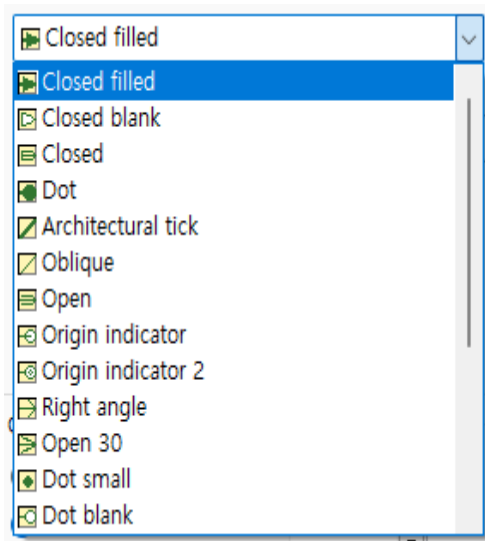 Closed filled
Closed filled
Closed blank
Closed
Dot
Architectural tick
Oblique
Open
Origin indicator
Origin indicator 2
Right angle
Open 30
Dot small
Dot blank